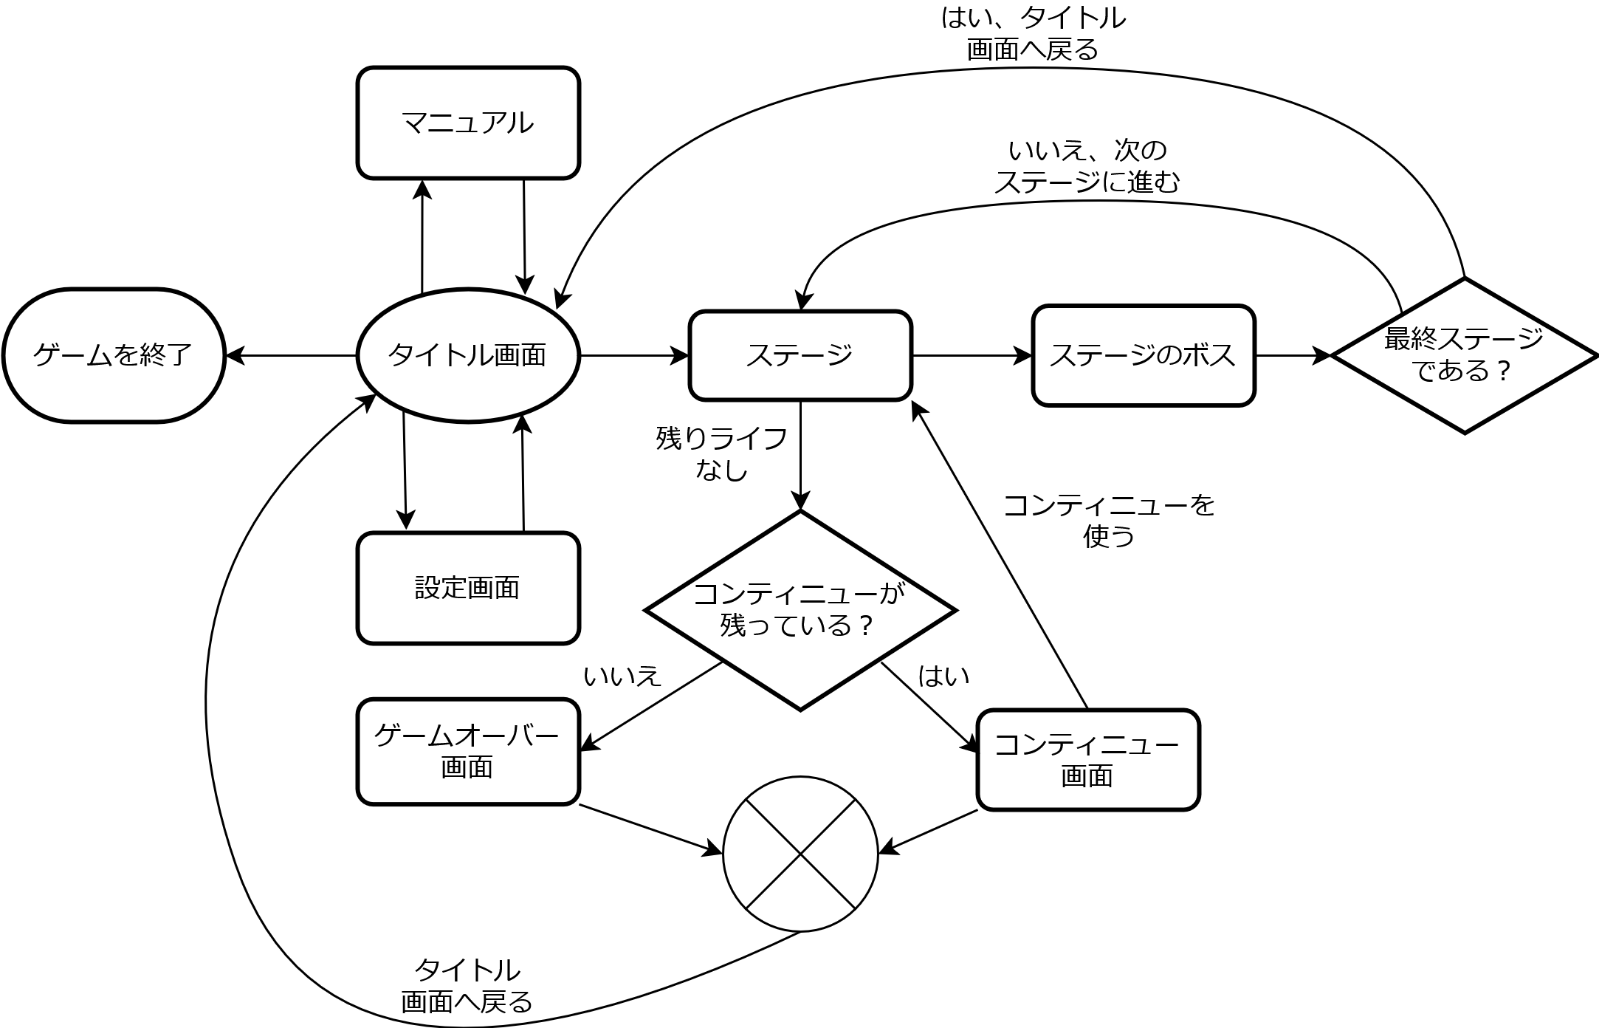 はい、タイトル
画面へ戻る
マニュアル
いいえ、次の
ステージに進む
ゲームを終了
タイトル画面
ステージ
ステージのボス
最終ステージ
である？
残りライフ
なし
コンティニューを
使う
設定画面
コンティニューが
残っている？
いいえ
はい
ゲームオーバー
画面
コンティニュー
画面
タイトル
画面へ戻る